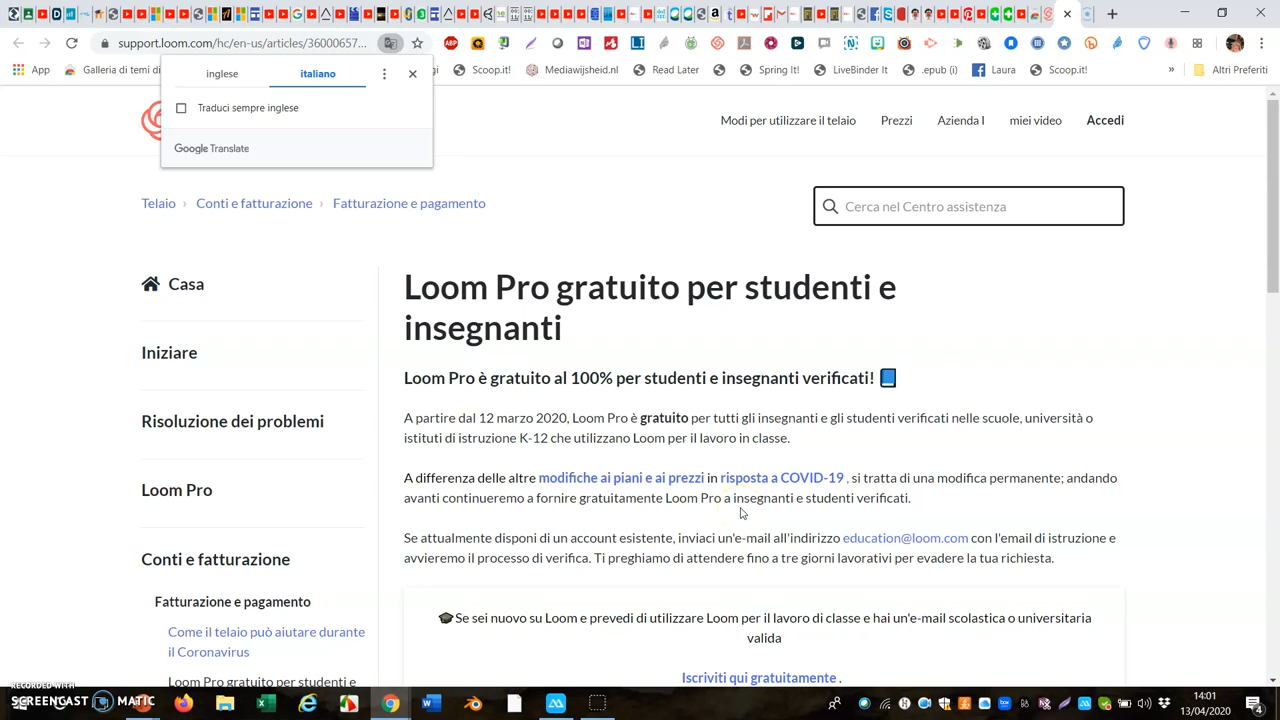 support.loom.com/hc/en-us/articles/36000657...
App
Galleria di temi d
gi
Scoop.it!
Mediawijsheid.nl
Read Later
Spring It!
LiveBinder It
.epub (i)
Laura
Scoop.it!
»
Altri Preferiti
inglese
italiano
Traduci sempre inglese
Google Translate
Modi per utilizzare il telaio
Prezzi
Azienda I
miei video
Accedi
Telaio › Conti e fatturazione › Fatturazione e pagamento
Cerca nel Centro assistenza
Casa
Iniziare
Risoluzione dei problemi
Loom Pro
Conti e fatturazione
Fatturazione e pagamento
Come il telaio può aiutare durante
il Coronavirus
Loom Pro gratuito per studenti e
Loom Pro gratuito per studenti e
insegnanti
Loom Pro è gratuito al 100% per studenti e insegnanti verificati!
A partire dal 12 marzo 2020, Loom Pro è gratuito per tutti gli insegnanti e gli studenti verificati nelle scuole, università o
istituti di istruzione K-12 che utilizzano Loom per il lavoro in classe.
A differenza delle altre modifiche ai piani e ai prezzi in risposta a COVID-19 , si tratta di una modifica permanente; andando
avanti continueremo a fornire gratuitamente Loom Pro a insegnanti e studenti verificati.
Se attualmente disponi di un account esistente, inviaci un'e-mail all'indirizzo education@loom.com con l'email di istruzione e
avvieremo il processo di verifica. Ti preghiamo di attendere fino a tre giorni lavorativi per evadere la tua richiesta.
Se sei nuovo su Loom e prevedi di utilizzare Loom per il lavoro di classe e hai un'e-mail scolastica o universitaria
valida
Iscriviti qui gratuitamente .
RECORDED WITH
SCREENCAST MATIC
14:01
13/04/2020